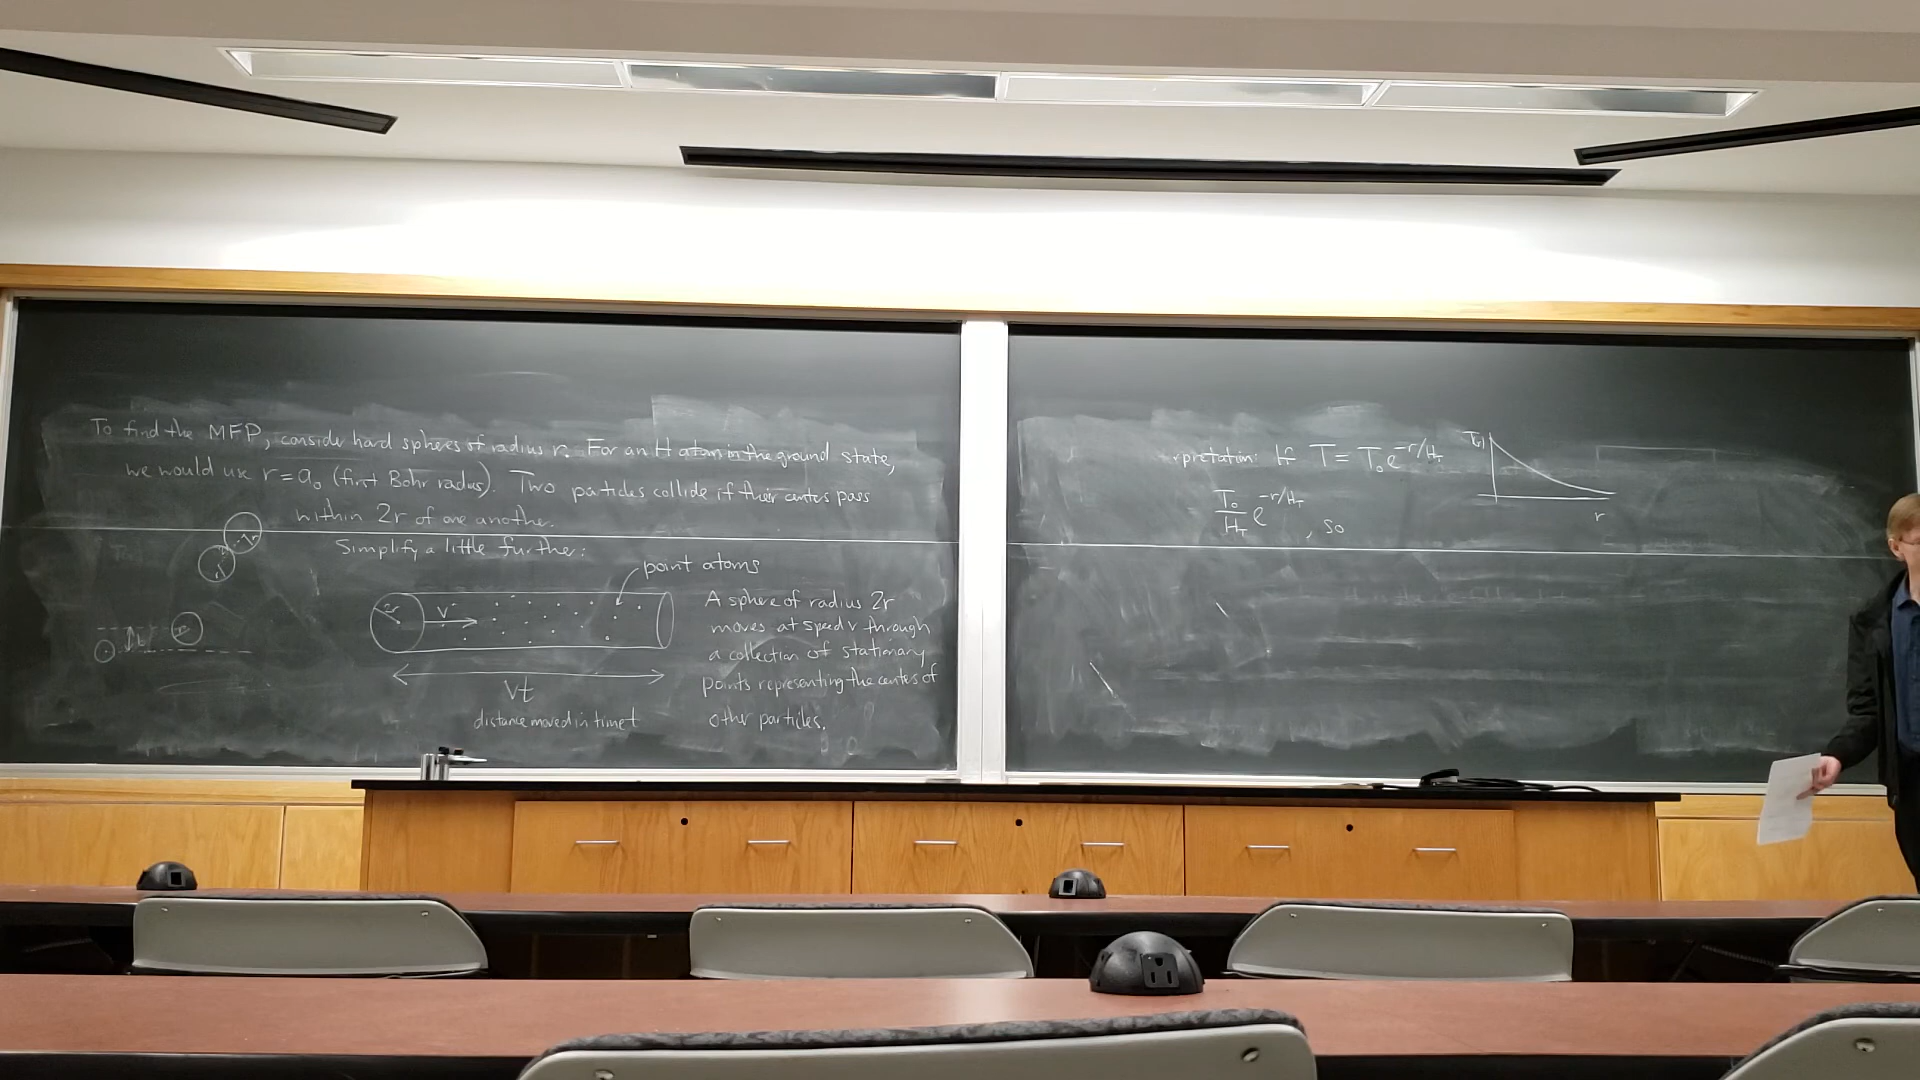 To find the MFP, conside hard spheres of radius r. For an H atom in the ground state,
we would use r = a₀ (first Bohr radius). Two particles collide if their centers pass
within 2r of one another.
Simplify a little further:
point atoms
2r
v
vt
distance moved in time t
A sphere of radius 2r
moves at speed v through
a collection of stationary
points representing the centers of
other particles.
rpretation: If T = T₀e^(-r/H_T)
T₀/H_T e^(-r/H_T), so
T(r)
r